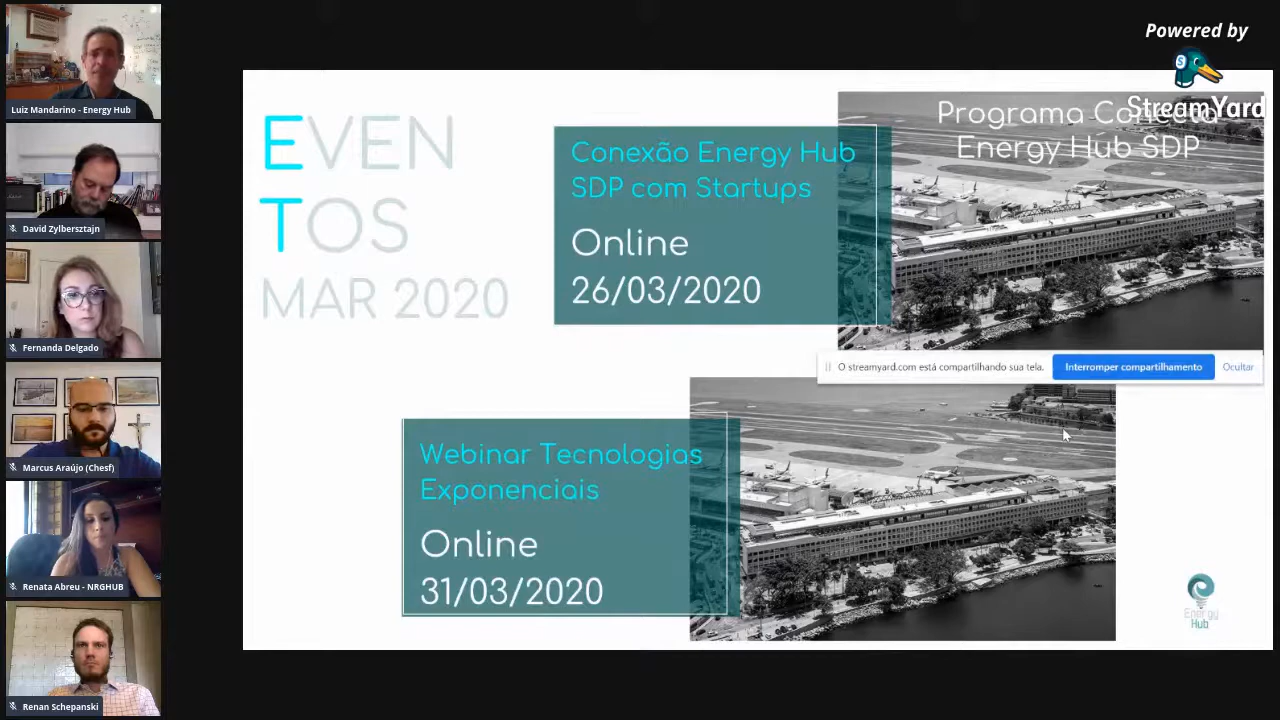 Powered by
StreamYard
Luiz Mandarino - Energy Hub
David Zylbersztajn
Fernanda Delgado
Marcus Araújo (Chesf)
Renata Abreu - NRGHUB
Renan Schepanski
EVEN
TOS
MAR 2020
Conexão Energy Hub
SDP com Startups
Online
26/03/2020
Programa Conecta
Energy Hub SDP
O streamyard.com está compartilhando sua tela.
Interromper compartilhamento
Ocultar
Webinar Tecnologias
Exponenciais
Online
31/03/2020
Energy
Hub